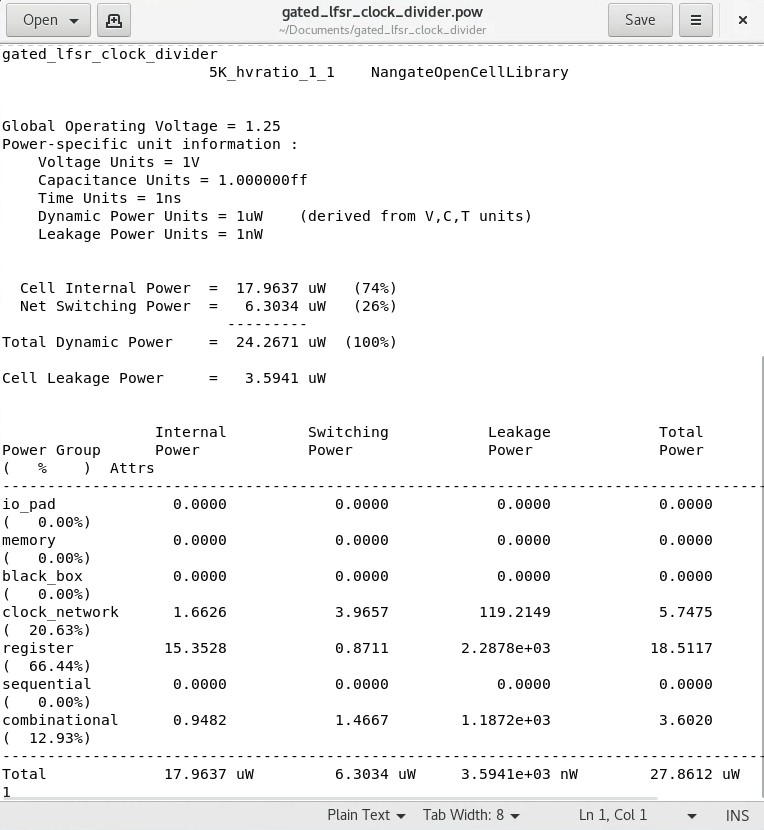 Open
gated_lfsr_clock_divider.pow
~/Documents/gated_lfsr_clock_divider
Save
gated_lfsr_clock_divider
5K_hvratio_1_1    NangateOpenCellLibrary
Global Operating Voltage = 1.25
Power-specific unit information :
Voltage Units = 1V
Capacitance Units = 1.000000ff
Time Units = 1ns
Dynamic Power Units = 1uW    (derived from V,C,T units)
Leakage Power Units = 1nW
Cell Internal Power  =  17.9637 uW   (74%)
Net Switching Power  =   6.3034 uW   (26%)
---------
Total Dynamic Power    =  24.2671 uW  (100%)
Cell Leakage Power     =   3.5941 uW
Internal         Switching           Leakage            Total
Power Group      Power            Power               Power              Power
(   %    )  Attrs
--------------------------------------------------------------------------------
io_pad             0.0000            0.0000            0.0000            0.0000
(   0.00%)
memory             0.0000            0.0000            0.0000            0.0000
(   0.00%)
black_box          0.0000            0.0000            0.0000            0.0000
(   0.00%)
clock_network      1.6626            3.9657          119.2149            5.7475
(  20.63%)
register          15.3528            0.8711        2.2878e+03           18.5117
(  66.44%)
sequential         0.0000            0.0000            0.0000            0.0000
(   0.00%)
combinational      0.9482            1.4667        1.1872e+03            3.6020
(  12.93%)
--------------------------------------------------------------------------------
Total             17.9637 uW         6.3034 uW     3.5941e+03 nW        27.8612 uW
1
Plain Text  Tab Width: 8  Ln 1, Col 1  INS